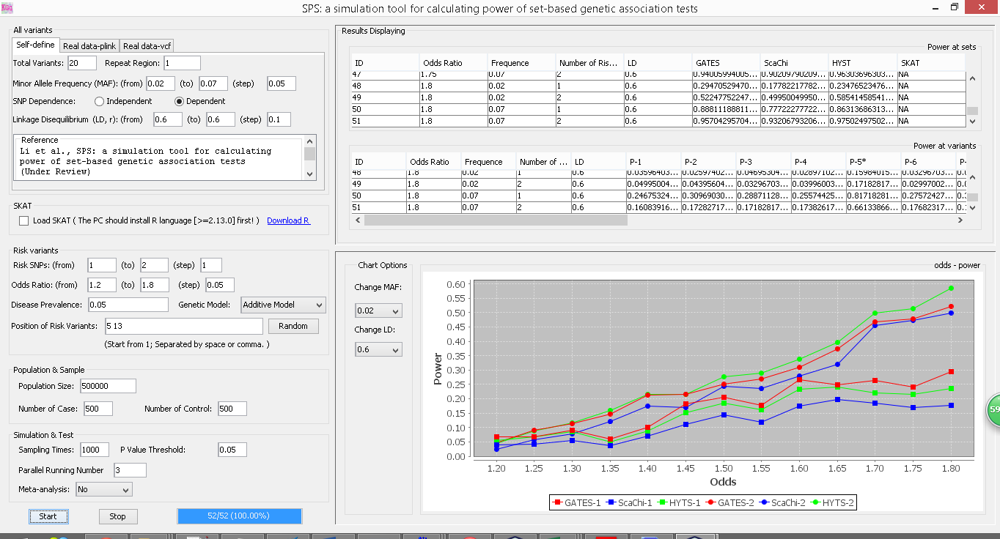 KGG
SPS: a simulation tool for calculating power of set-based genetic association tests
All variants
Self-define Real data-plink Real data-vcf
Total Variants: 20 Repeat Region: 1
Minor Allele Frequency (MAF): (from) 0.02 (to) 0.07 (step) 0.05
SNP Dependence: Independent Dependent
Linkage Disequilibrium (LD, r): (from) 0.6 (to) 0.6 (step) 0.1
Reference
Li et al., SPS: a simulation tool for calculating
power of set-based genetic association tests
(Under Review)
SKAT
Load SKAT ( The PC should install R language [>=2.13.0] first! ) Download R
Risk variants
Risk SNPs: (from) 1 (to) 2 (step) 1
Odds Ratio: (from) 1.2 (to) 1.8 (step) 0.05
Disease Prevalence: 0.05 Genetic Model: Additive Model
Position of Risk Variants: 5 13 Random
(Start from 1; Separated by space or comma. )
Population & Sample
Population Size: 500000
Number of Case: 500 Number of Control: 500
Simulation & Test
Sampling Times: 1000 P Value Threshold: 0.05
Parallel Running Number 3
Meta-analysis: No
Start Stop 52/52 (100.00%)
Results Displaying
Power at sets
ID Odds Ratio Frequency Number of Ris... LD GATES ScaChi HYST SKAT
47 1.75 0.07 2 0.6 0.94005994005... 0.90209790209... 0.96303696303... NA
48 1.8 0.02 1 0.6 0.29470529470... 0.17782217782... 0.23476523476... NA
49 1.8 0.02 2 0.6 0.52247752247... 0.49950049950... 0.58541458541... NA
50 1.8 0.07 1 0.6 0.88811188811... 0.77722277722... 0.86313686313... NA
51 1.8 0.07 2 0.6 0.95704295704... 0.93206793206... 0.97502497502... NA
Power at variants
ID Odds Ratio Frequency Number of ... LD P-1 P-2 P-3 P-4 P-5* P-6 P-
48 1.8 0.02 1 0.6 0.03596403... 0.02597402... 0.04695304... 0.02897102... 0.15984015... 0.03296703... 0.0
49 1.8 0.02 2 0.6 0.04995004... 0.04395604... 0.03296703... 0.03996003... 0.17182817... 0.02997002... 0.0
50 1.8 0.07 1 0.6 0.24675324... 0.30969030... 0.28871128... 0.25574425... 0.81718281... 0.27572427... 0.3
51 1.8 0.07 2 0.6 0.16083916... 0.17282817... 0.17182817... 0.17382617... 0.66133866... 0.17682317... 0.1
Chart Options
Change MAF:
0.02
Change LD:
0.6
odds - power
0.60
0.55
0.50
0.45
0.40
0.35
0.30
0.25
0.20
0.15
0.10
0.05
0.00
Power
1.20 1.25 1.30 1.35 1.40 1.45 1.50 1.55 1.60 1.65 1.70 1.75 1.80
Odds
GATES-1 ScaChi-1 HYTS-1 GATES-2 ScaChi-2 HYTS-2
59